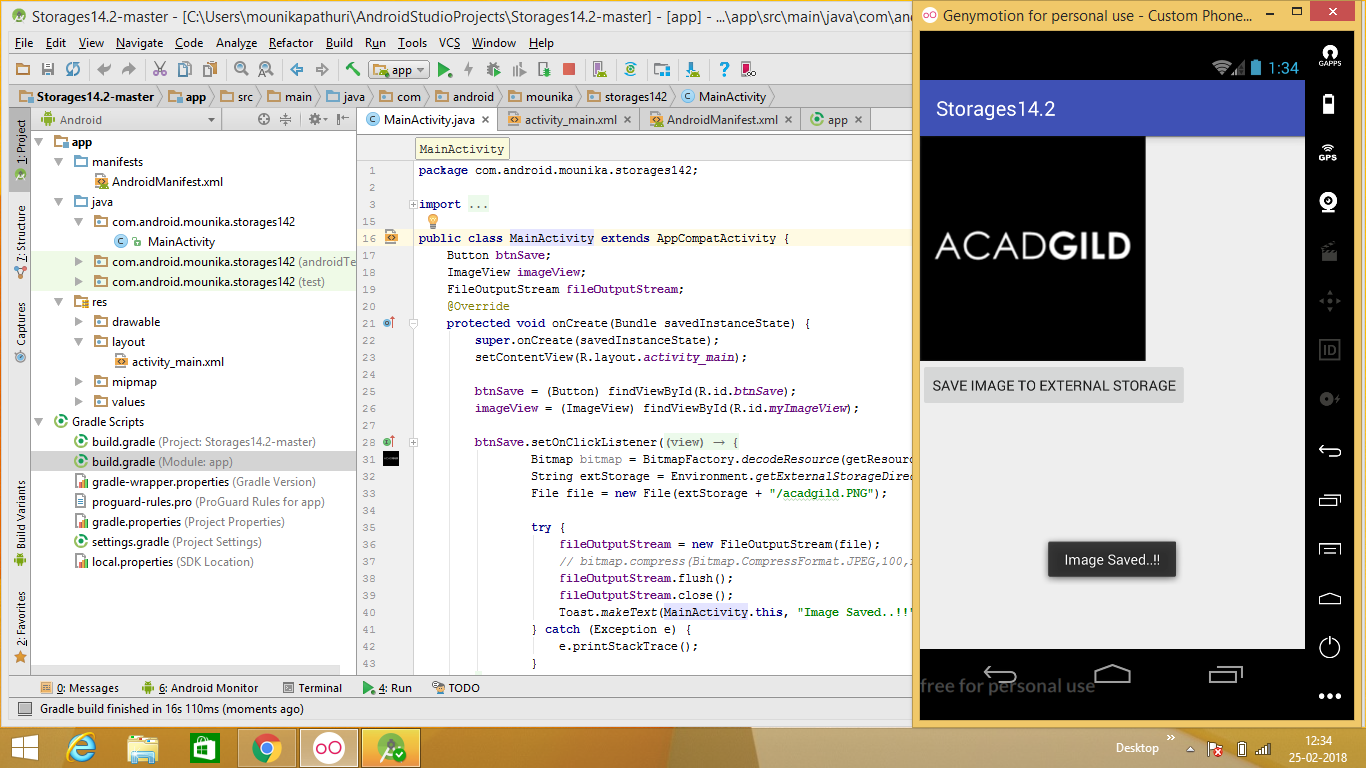 Storages14.2-master - [C:\Users\mounikapathuri\AndroidStudioProjects\Storages14.2-master] - [app] - ...\app\src\main\java\com\an
File Edit View Navigate Code Analyze Refactor Build Run Tools VCS Window Help
app
Storages14.2-master app src main java com android mounika storages142 MainActivity
Android
MainActivity.java activity_main.xml AndroidManifest.xml app
1: Project
7: Structure
Captures
Build Variants
2: Favorites
app
manifests
AndroidManifest.xml
java
com.android.mounika.storages142
MainActivity
com.android.mounika.storages142 (androidTe
com.android.mounika.storages142 (test)
res
drawable
layout
activity_main.xml
mipmap
values
Gradle Scripts
build.gradle (Project: Storages14.2-master)
build.gradle (Module: app)
gradle-wrapper.properties (Gradle Version)
proguard-rules.pro (ProGuard Rules for app)
gradle.properties (Project Properties)
settings.gradle (Project Settings)
local.properties (SDK Location)
MainActivity
1 package com.android.mounika.storages142;
2
3 import ...
15
16 public class MainActivity extends AppCompatActivity {
17 Button btnSave;
18 ImageView imageView;
19 FileOutputStream fileOutputStream;
20 @Override
21 protected void onCreate(Bundle savedInstanceState) {
22 super.onCreate(savedInstanceState);
23 setContentView(R.layout.activity_main);
24
25 btnSave = (Button) findViewById(R.id.btnSave);
26 imageView = (ImageView) findViewById(R.id.myImageView);
27
28 btnSave.setOnClickListener((view) → {
31 Bitmap bitmap = BitmapFactory.decodeResource(getResour
32 String extStorage = Environment.getExternalStorageDirec
33 File file = new File(extStorage + "/acadgild.PNG");
34
35 try {
36 fileOutputStream = new FileOutputStream(file);
37 // bitmap.compress(Bitmap.CompressFormat.JPEG,100,
38 fileOutputStream.flush();
39 fileOutputStream.close();
40 Toast.makeText(MainActivity.this, "Image Saved..!!"
41 } catch (Exception e) {
42 e.printStackTrace();
43 }
0: Messages 6: Android Monitor Terminal 4: Run TODO
Gradle build finished in 16s 110ms (moments ago)
Genymotion for personal use - Custom Phone...
1:34
Storages14.2
ACADGILD
SAVE IMAGE TO EXTERNAL STORAGE
Image Saved..!!
free for personal use
GAPPS
GPS
ID
Desktop
12:34
25-02-2018